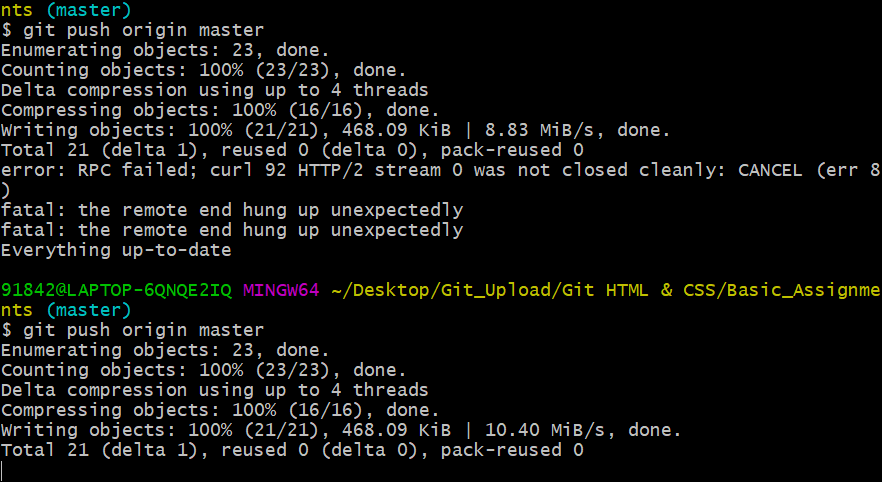 nts (master)
$ git push origin master
Enumerating objects: 23, done.
Counting objects: 100% (23/23), done.
Delta compression using up to 4 threads
Compressing objects: 100% (16/16), done.
Writing objects: 100% (21/21), 468.09 KiB | 8.83 MiB/s, done.
Total 21 (delta 1), reused 0 (delta 0), pack-reused 0
error: RPC failed; curl 92 HTTP/2 stream 0 was not closed cleanly: CANCEL (err 8
)
fatal: the remote end hung up unexpectedly
fatal: the remote end hung up unexpectedly
Everything up-to-date
91842@LAPTOP-6QNQE2IQ MINGW64 ~/Desktop/Git_Upload/Git HTML & CSS/Basic_Assignme
nts (master)
$ git push origin master
Enumerating objects: 23, done.
Counting objects: 100% (23/23), done.
Delta compression using up to 4 threads
Compressing objects: 100% (16/16), done.
Writing objects: 100% (21/21), 468.09 KiB | 10.40 MiB/s, done.
Total 21 (delta 1), reused 0 (delta 0), pack-reused 0